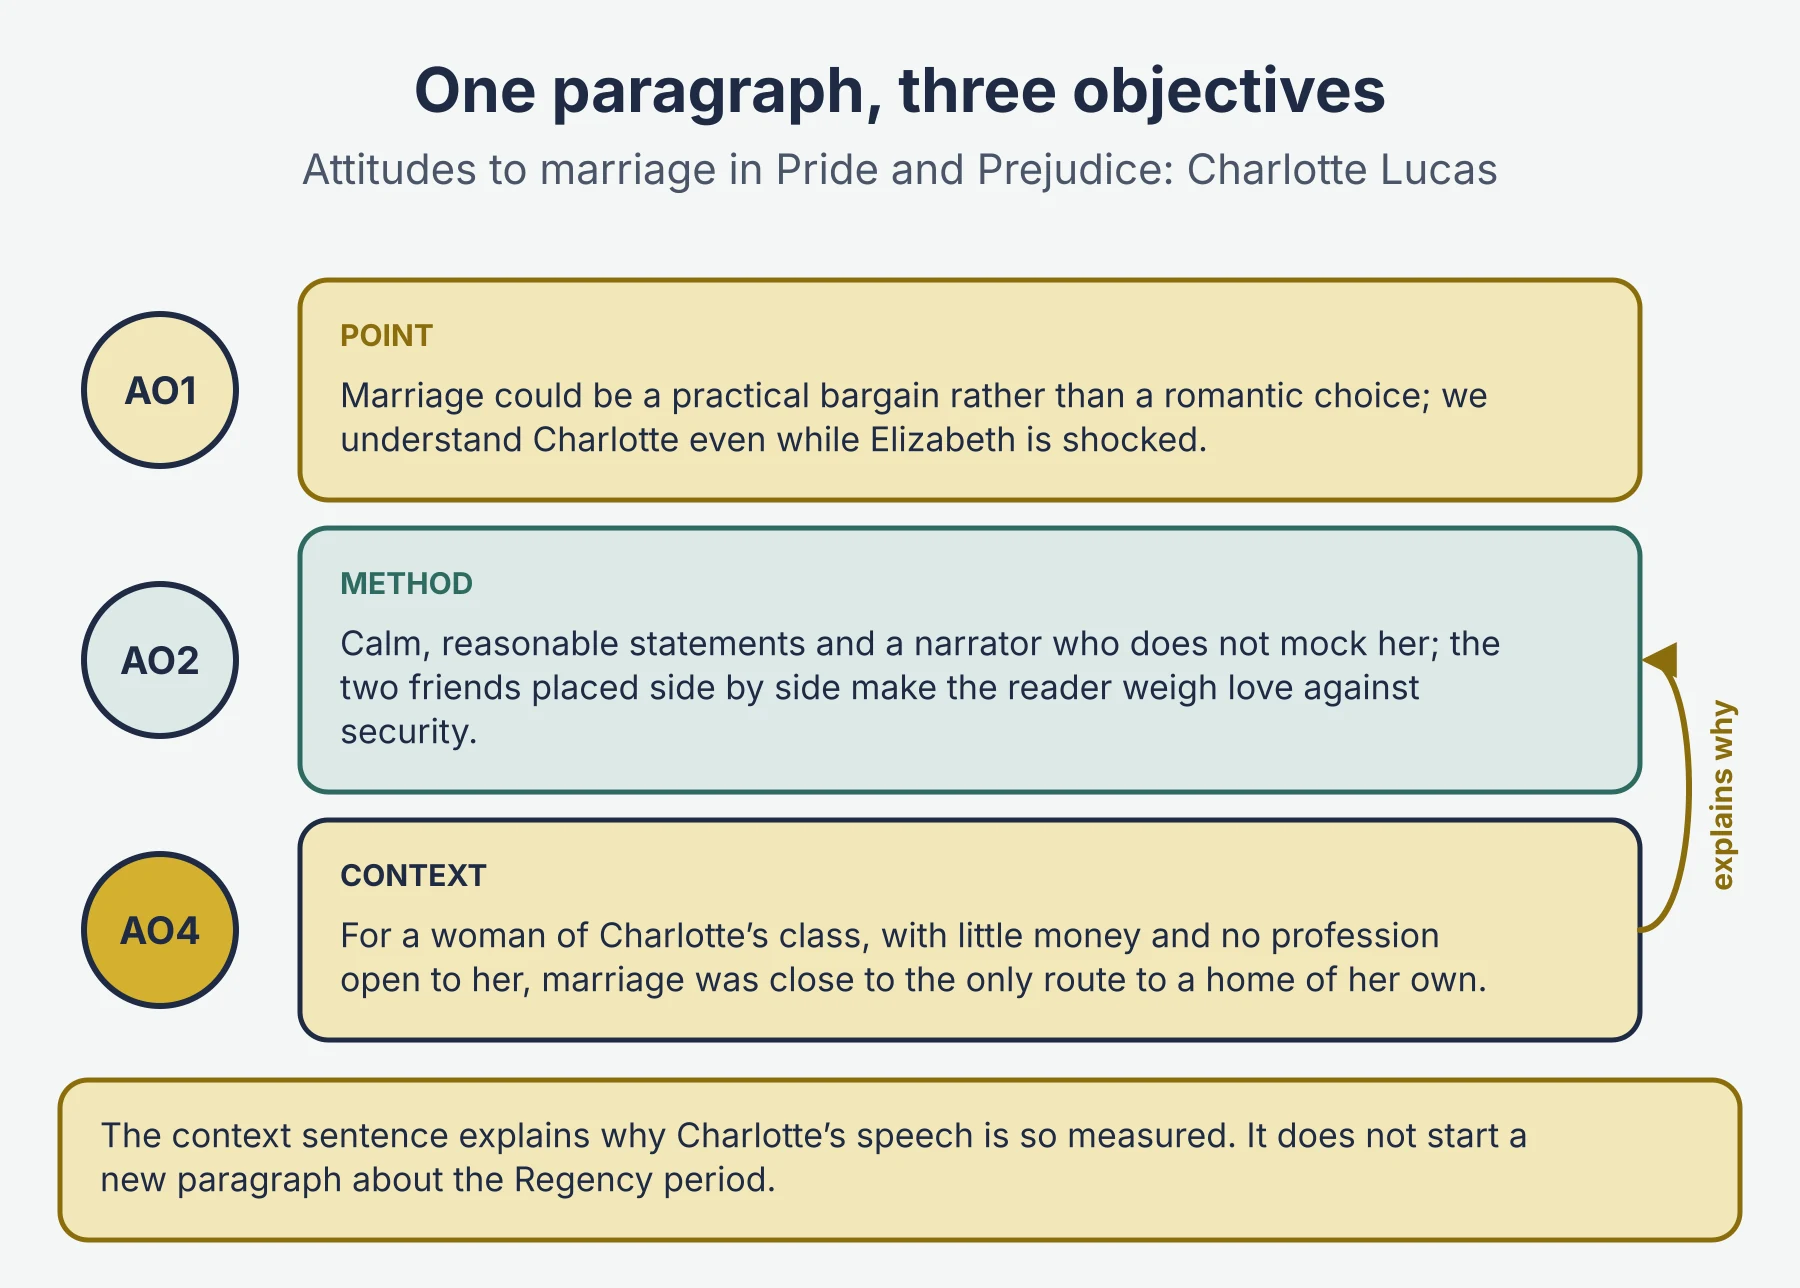 One paragraph, three objectives
Attitudes to marriage in Pride and Prejudice: Charlotte Lucas
AO1
POINT
Marriage could be a practical bargain rather than a romantic choice; we
understand Charlotte even while Elizabeth is shocked.
AO2
METHOD
Calm, reasonable statements and a narrator who does not mock her; the
two friends placed side by side make the reader weigh love against
security.
explains why
AO4
CONTEXT
For a woman of Charlotte’s class, with little money and no profession
open to her, marriage was close to the only route to a home of her own.
The context sentence explains why Charlotte’s speech is so measured. It does not start a
new paragraph about the Regency period.